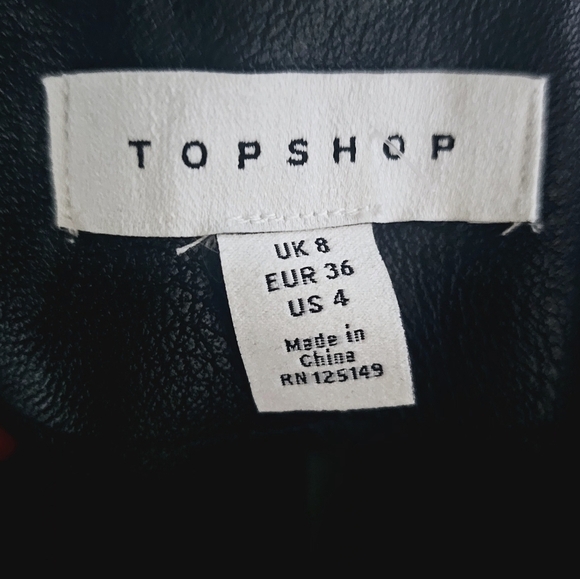 TOPSHOP
UK 8
EUR 36
US 4
Made in
China
RN 125149